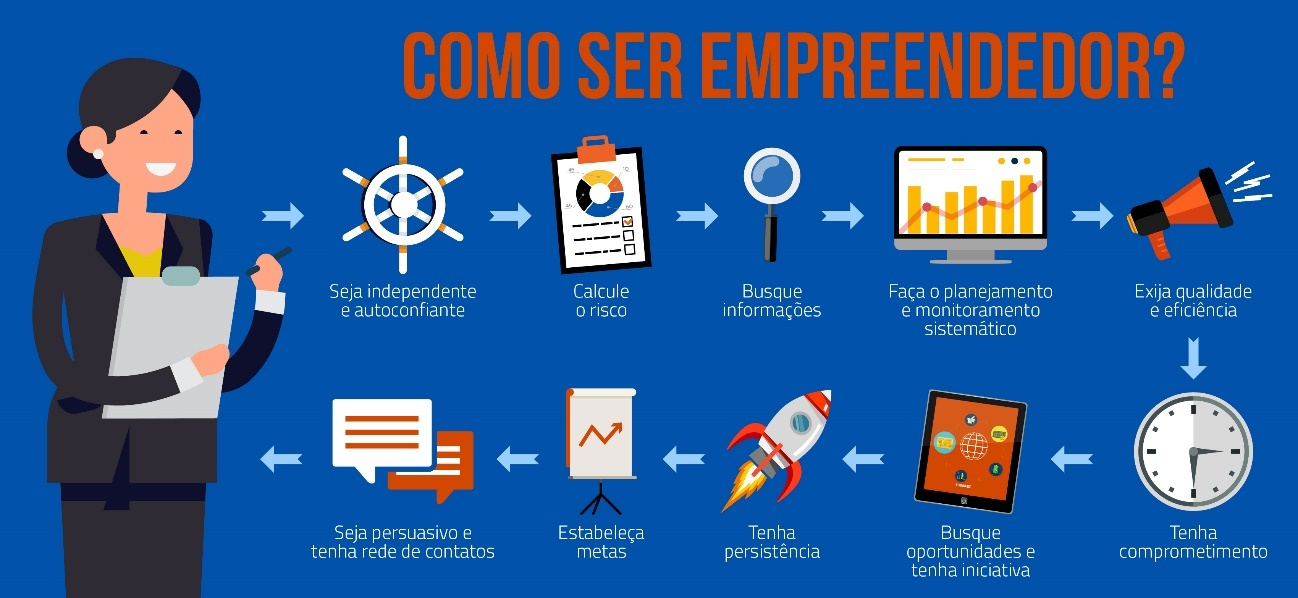 COMO SER EMPREENDEDOR?
Seja independente
e autoconfiante
Calcule
o risco
Busque
informações
Faça o planejamento
e monitoramento
sistemático
Exija qualidade
e eficiência
Tenha
comprometimento
Busque
oportunidades e
tenha iniciativa
Tenha
persistência
Estabeleça
metas
Seja persuasivo e
tenha rede de contatos